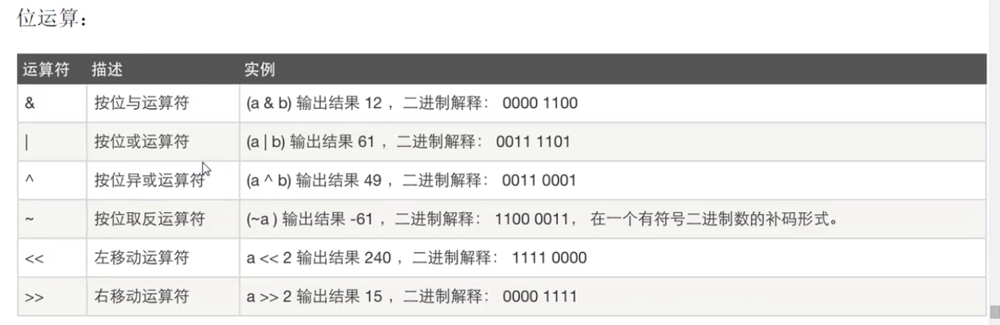 位运算：
运算符 描述 实例
& 按位与运算符 (a & b) 输出结果 12 ，二进制解释： 0000 1100
| 按位或运算符 (a | b) 输出结果 61 ，二进制解释： 0011 1101
^ 按位异或运算符 (a ^ b) 输出结果 49 ，二进制解释： 0011 0001
~ 按位取反运算符 (~a ) 输出结果 -61 ，二进制解释： 1100 0011， 在一个有符号二进制数的补码形式。
<< 左移动运算符 a << 2 输出结果 240 ，二进制解释： 1111 0000
>> 右移动运算符 a >> 2 输出结果 15 ，二进制解释： 0000 1111